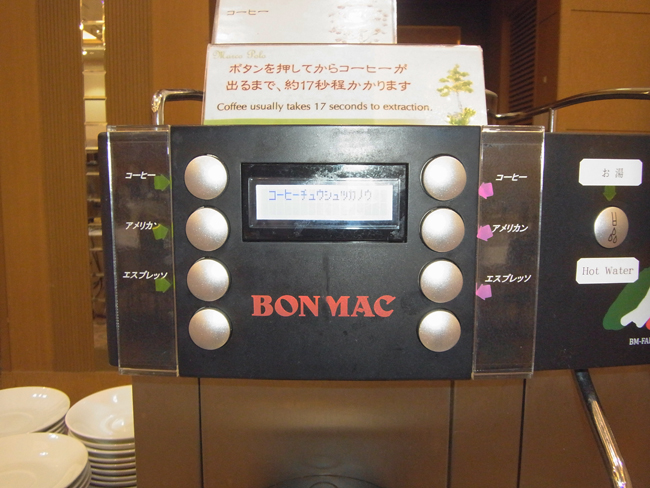 コーヒー
Mauve Pinks
ボタンを押してからコーヒーが
出るまで、約17秒程かかります
Coffee usually takes 17 seconds to extraction.
コーヒーチュウシュツカノウ
コーヒー
アメリカン
エスプレッソ
コーヒー
アメリカン
エスプレッソ
BONMAC
お湯
Hot Water